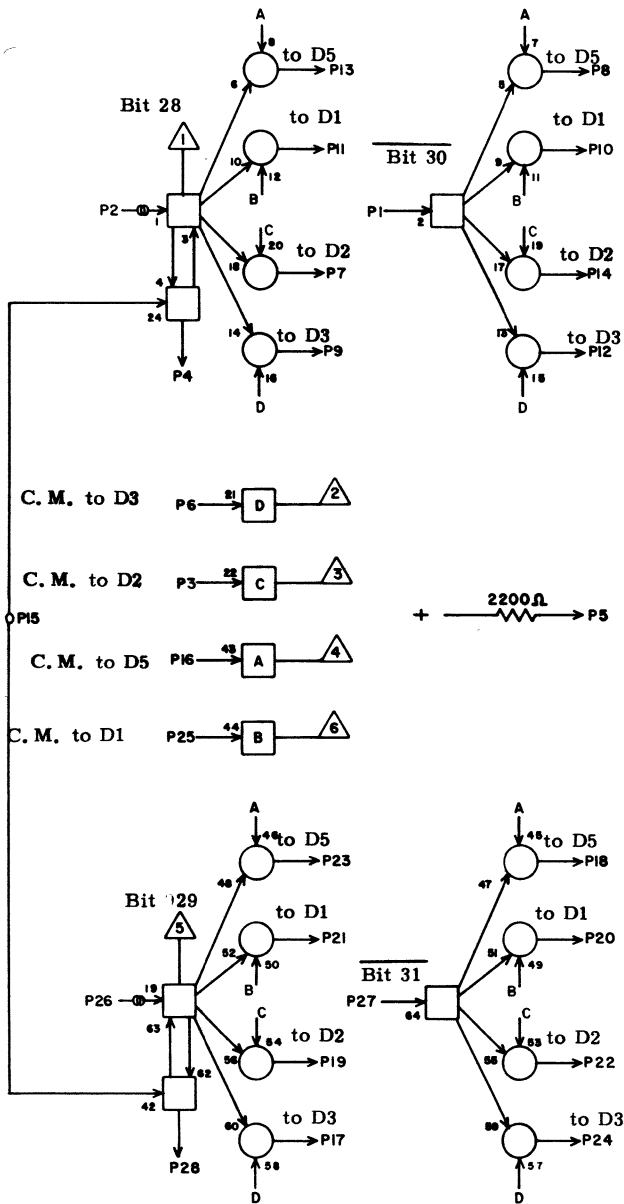 A
A
8
7
to D5
to D5
6
P13
5
P8
Bit 28
to D1
to D1
1
10
P11
Bit 30
9
P10
12
11
B
B
P2
1
P1
2
3
C
20
C
19
to D2
to D2
4
18
P7
17
P14
24
14
to D3
13
to D3
P9
P12
P4
16
15
D
D
C. M. to D3
P6
21
D
2
C. M. to D2
P3
22
C
3
P15
+
2200Ω
P5
C. M. to D5
P16
43
A
4
C. M. to D1
P25
44
B
6
A
A
46
to D5
45
to D5
P23
P18
48
47
Bit 29
to D1
to D1
5
52
P21
51
P20
50
49
Bit 31
P26
19
B
P27
64
B
63
C
54
C
53
to D2
to D2
62
56
P19
55
P22
42
60
to D3
59
to D3
P17
P24
P28
58
57
D
D